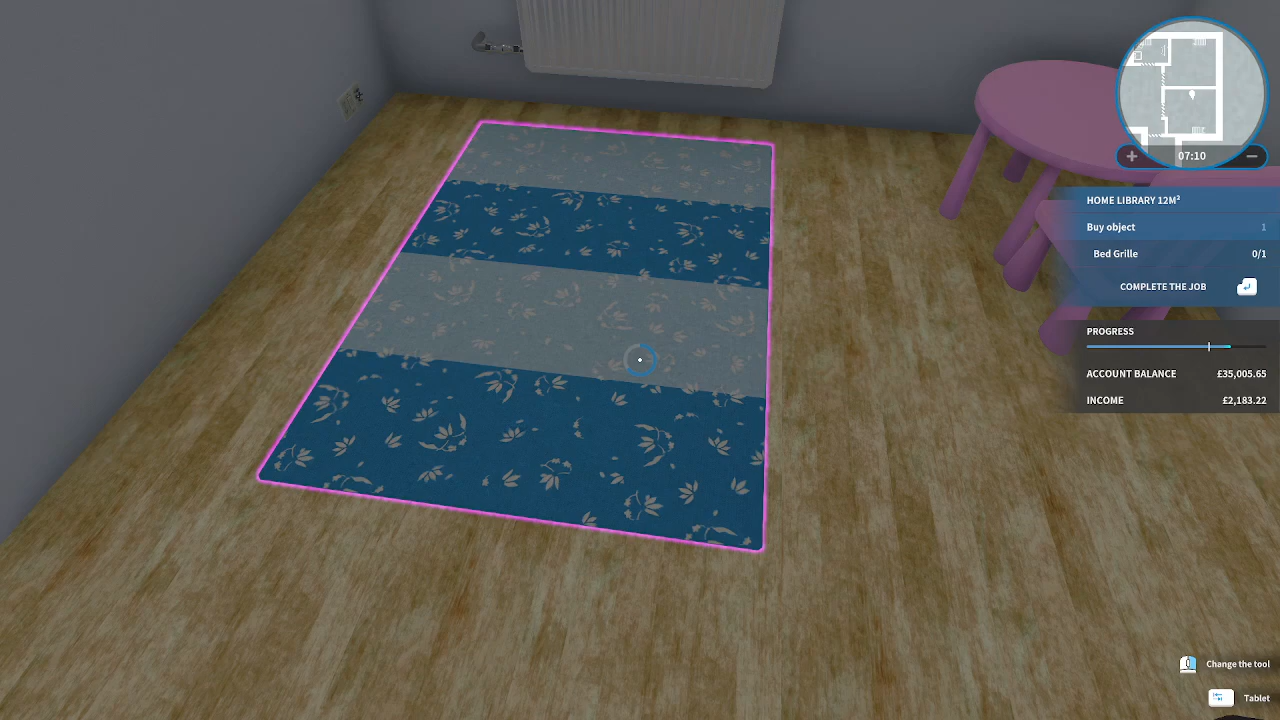 07:10
HOME LIBRARY 12M²
Buy object 1
Bed Grille 0/1
COMPLETE THE JOB
PROGRESS
ACCOUNT BALANCE £35,005.65
INCOME £2,183.22
Change the tool
Tablet